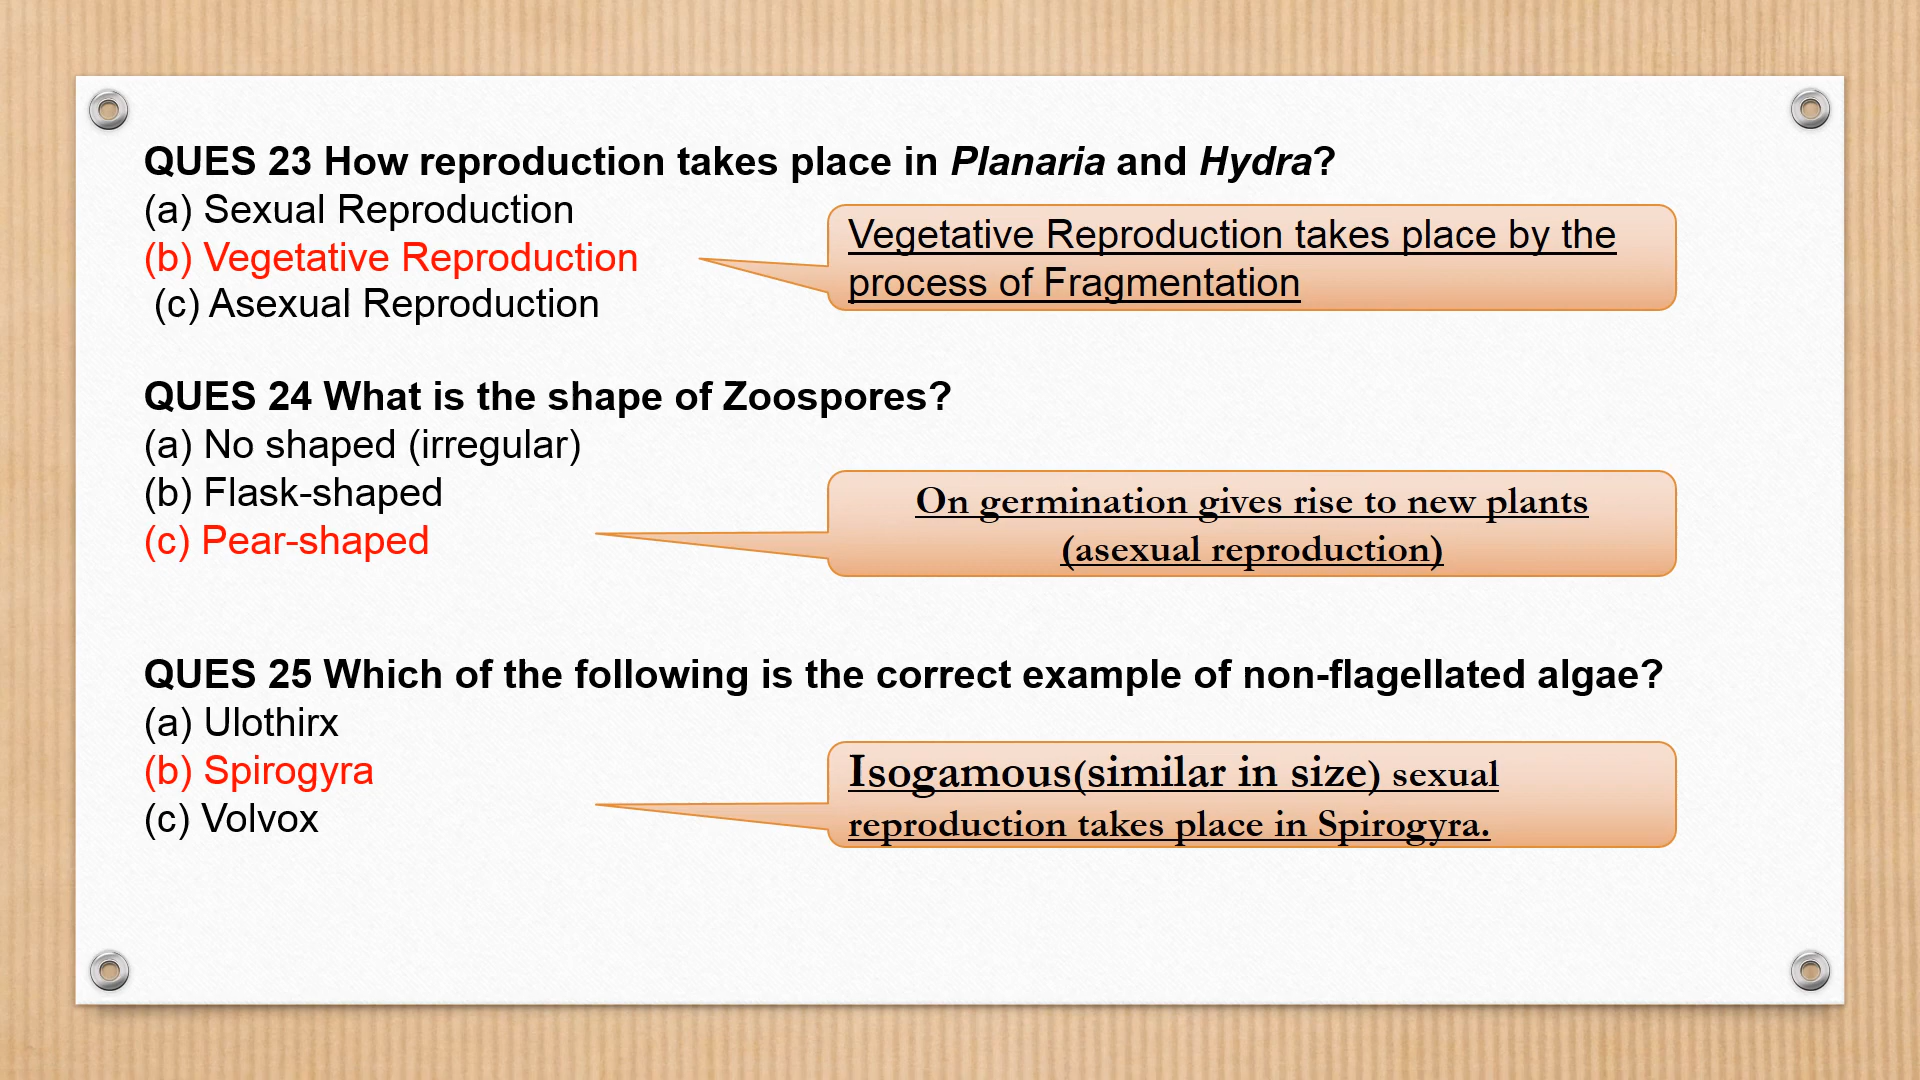 QUES 23 How reproduction takes place in Planaria and Hydra?
(a) Sexual Reproduction
(b) Vegetative Reproduction
(c) Asexual Reproduction
Vegetative Reproduction takes place by the
process of Fragmentation
QUES 24 What is the shape of Zoospores?
(a) No shaped (irregular)
(b) Flask-shaped
(c) Pear-shaped
On germination gives rise to new plants
(asexual reproduction)
QUES 25 Which of the following is the correct example of non-flagellated algae?
(a) Ulothirx
(b) Spirogyra
(c) Volvox
Isogamous(similar in size) sexual
reproduction takes place in Spirogyra.